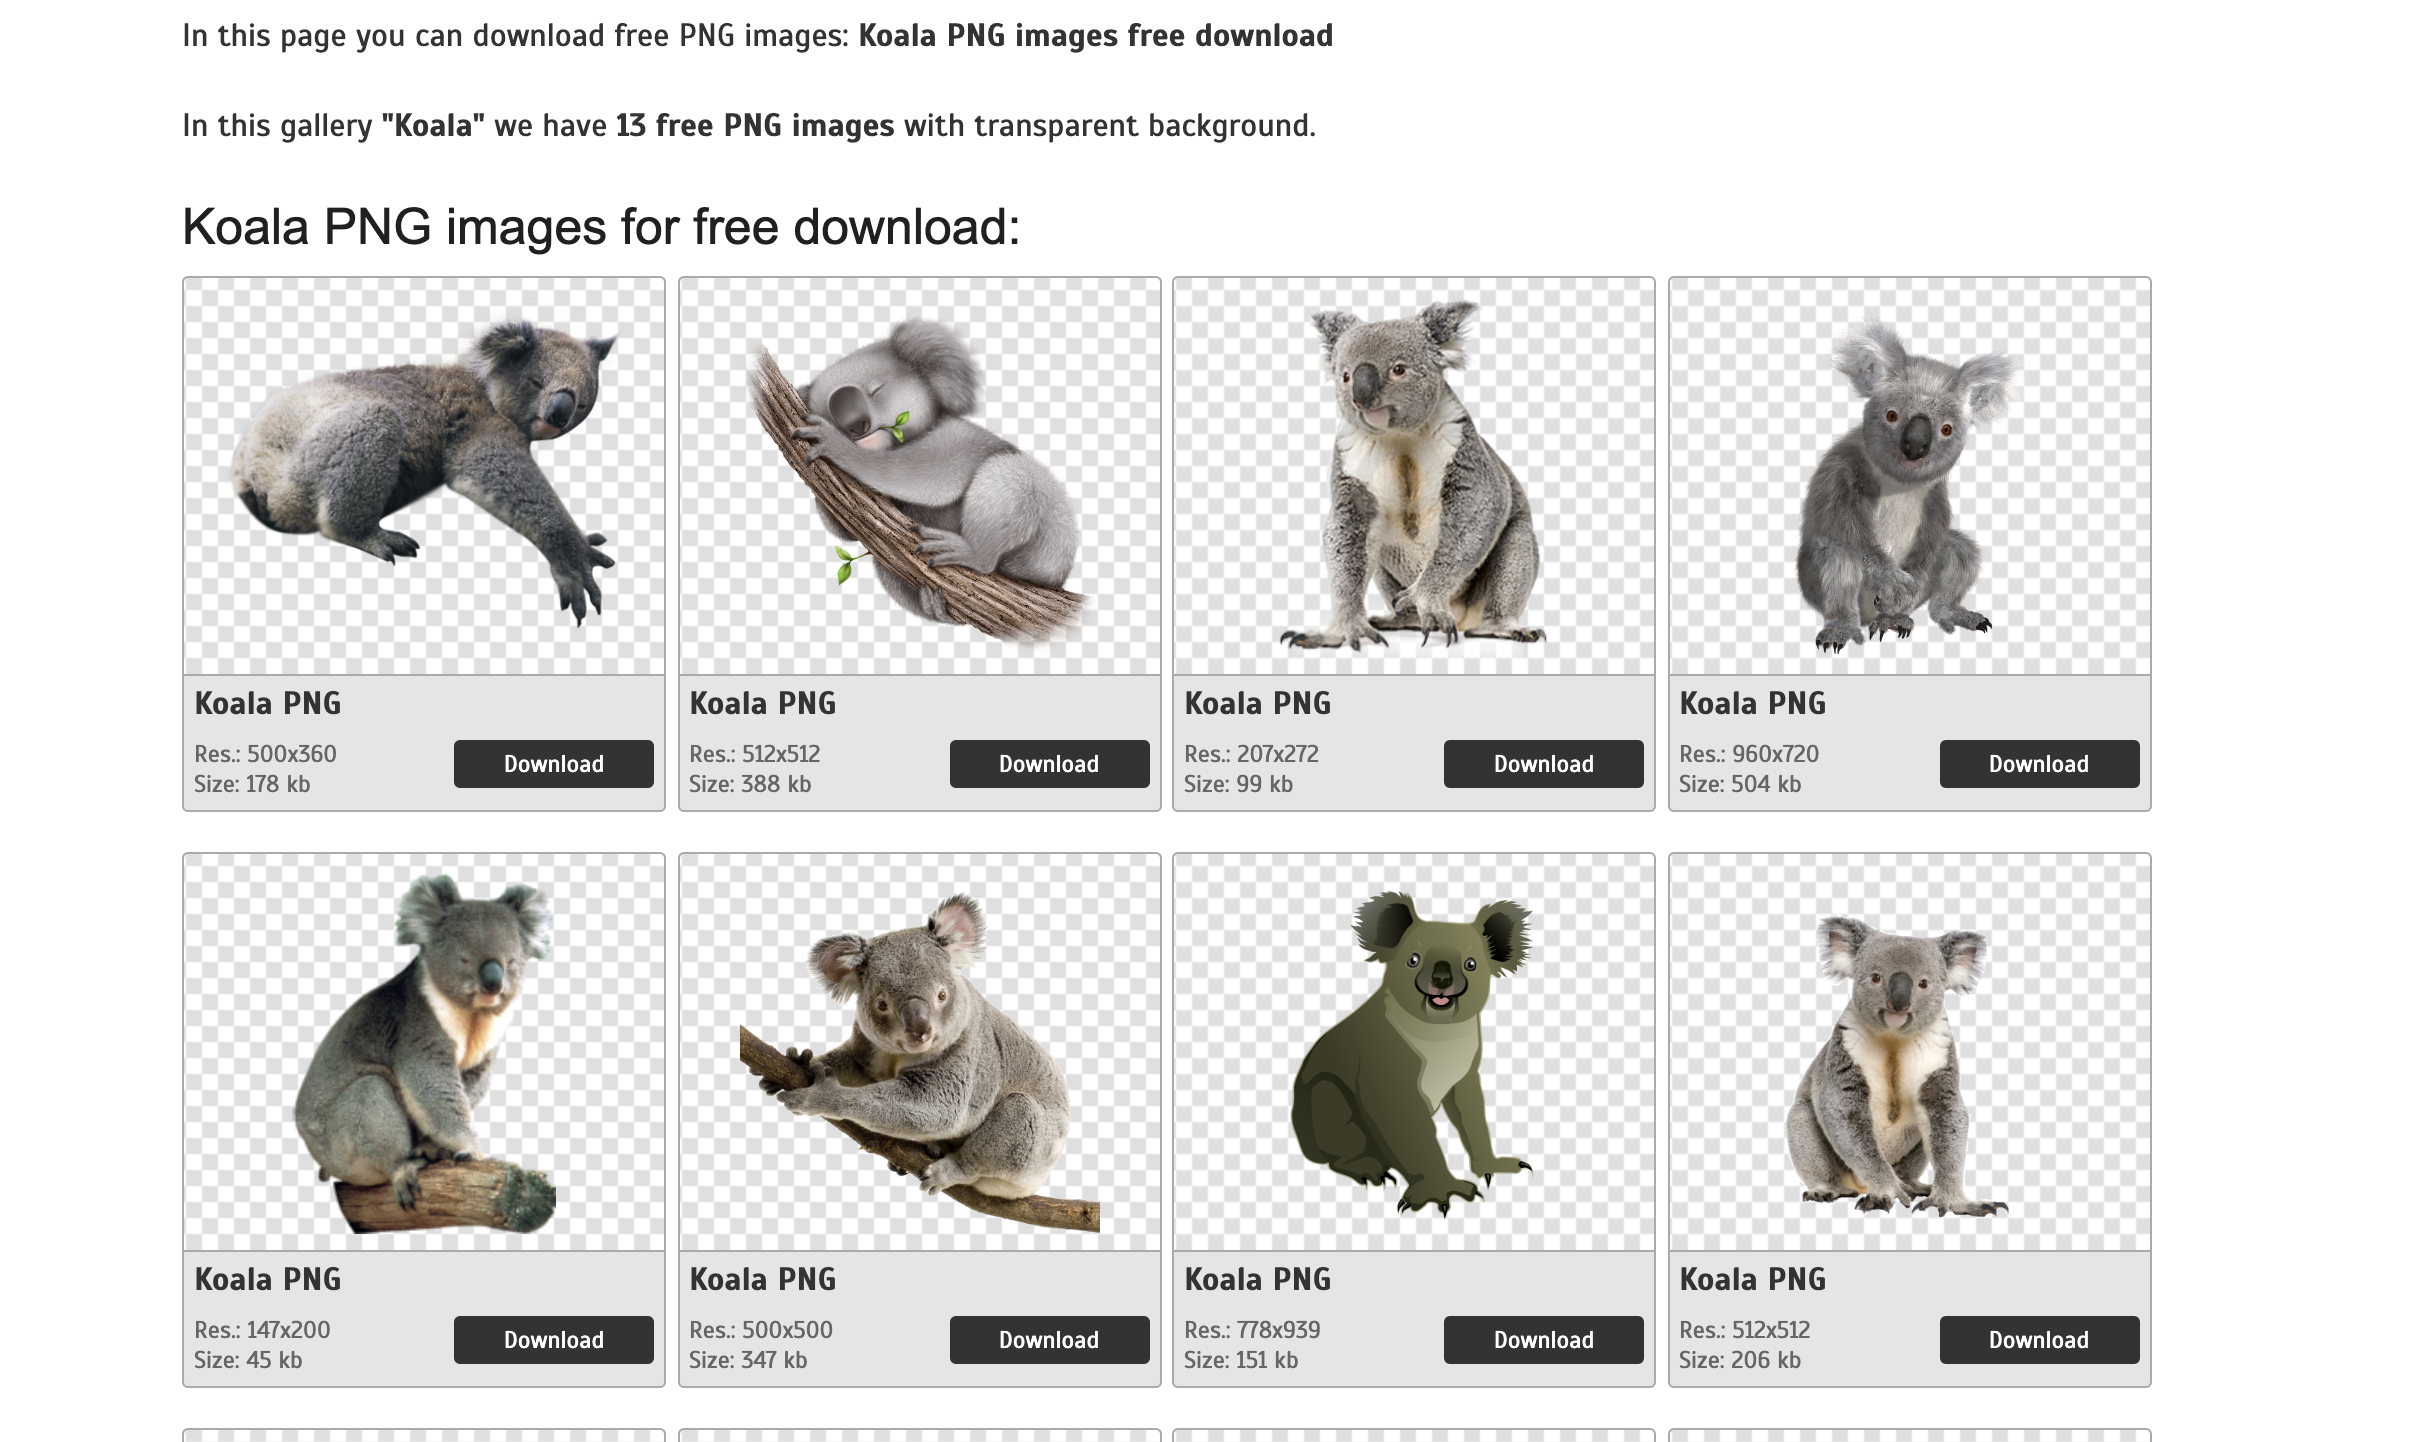 In this page you can download free PNG images: Koala PNG images free download
In this gallery "Koala" we have 13 free PNG images with transparent background.
Koala PNG images for free download:
Koala PNG
Res.: 500x360
Size: 178 kb
Download
Koala PNG
Res.: 512x512
Size: 388 kb
Download
Koala PNG
Res.: 207x272
Size: 99 kb
Download
Koala PNG
Res.: 960x720
Size: 504 kb
Download
Koala PNG
Res.: 147x200
Size: 45 kb
Download
Koala PNG
Res.: 500x500
Size: 347 kb
Download
Koala PNG
Res.: 778x939
Size: 151 kb
Download
Koala PNG
Res.: 512x512
Size: 206 kb
Download